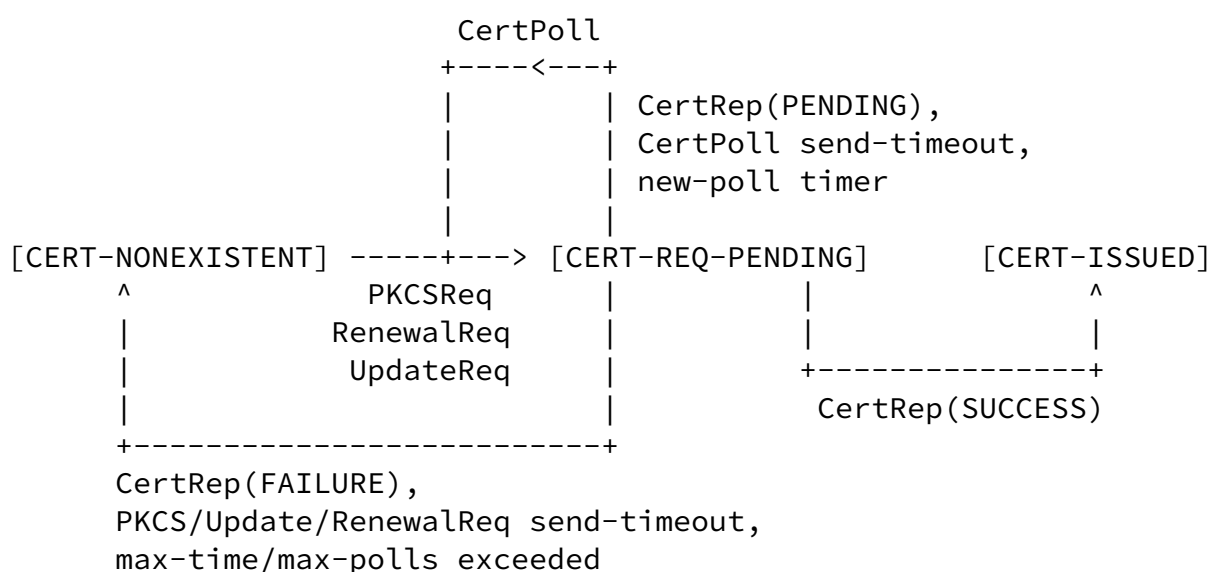 CertPoll
+----<---+
|        | CertRep(PENDING),
|        | CertPoll send-timeout,
|        | new-poll timer
|        |
[CERT-NONEXISTENT] -----+---> [CERT-REQ-PENDING]      [CERT-ISSUED]
^             PKCSReq      |          |               ^
|           RenewalReq     |          |               |
|            UpdateReq     |          +---------------+
|                          |           CertRep(SUCCESS)
+--------------------------+
CertRep(FAILURE),
PKCS/Update/RenewalReq send-timeout,
max-time/max-polls exceeded